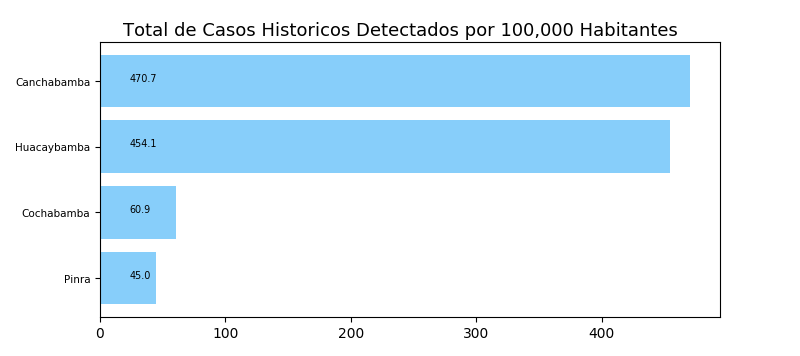 Total de Casos Historicos Detectados por 100,000 Habitantes
Canchabamba 470.7
Huacaybamba 454.1
Cochabamba 60.9
Pinra 45.0
0 100 200 300 400